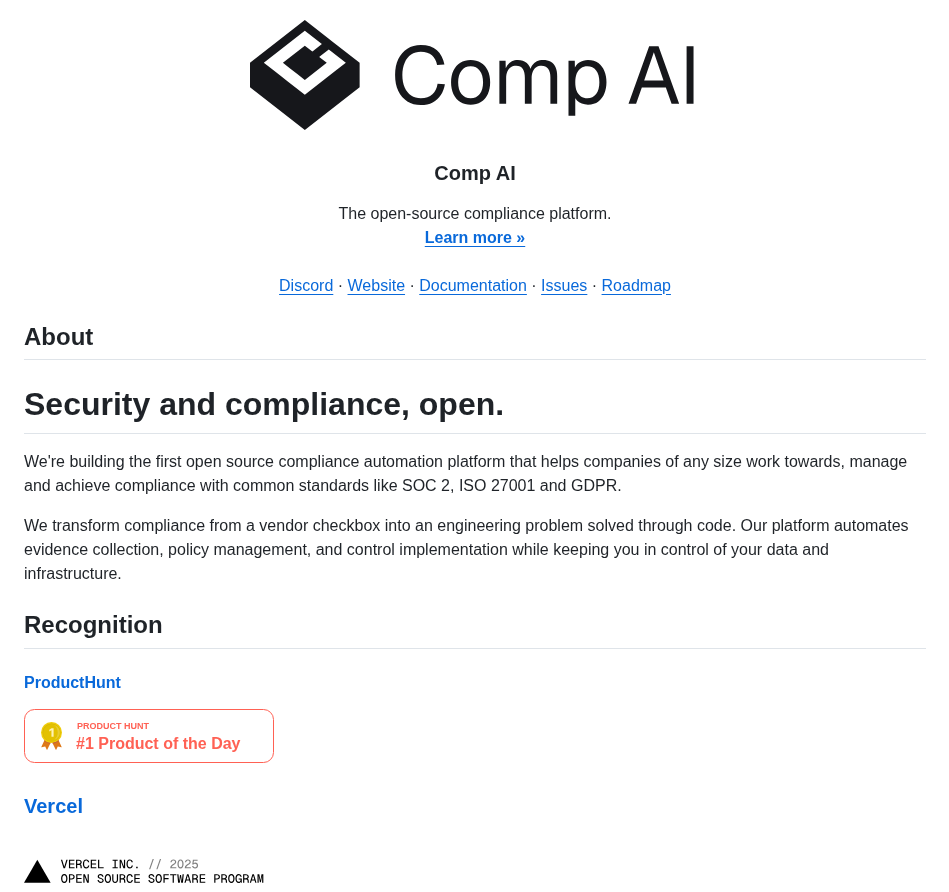 Comp AI
Comp AI
The open-source compliance platform.
Learn more »
Discord · Website · Documentation · Issues · Roadmap
About
Security and compliance, open.
We're building the first open source compliance automation platform that helps companies of any size work towards, manage
and achieve compliance with common standards like SOC 2, ISO 27001 and GDPR.
We transform compliance from a vendor checkbox into an engineering problem solved through code. Our platform automates
evidence collection, policy management, and control implementation while keeping you in control of your data and
infrastructure.
Recognition
ProductHunt
1
PRODUCT HUNT
#1 Product of the Day
Vercel
VERCEL INC. // 2025
OPEN SOURCE SOFTWARE PROGRAM